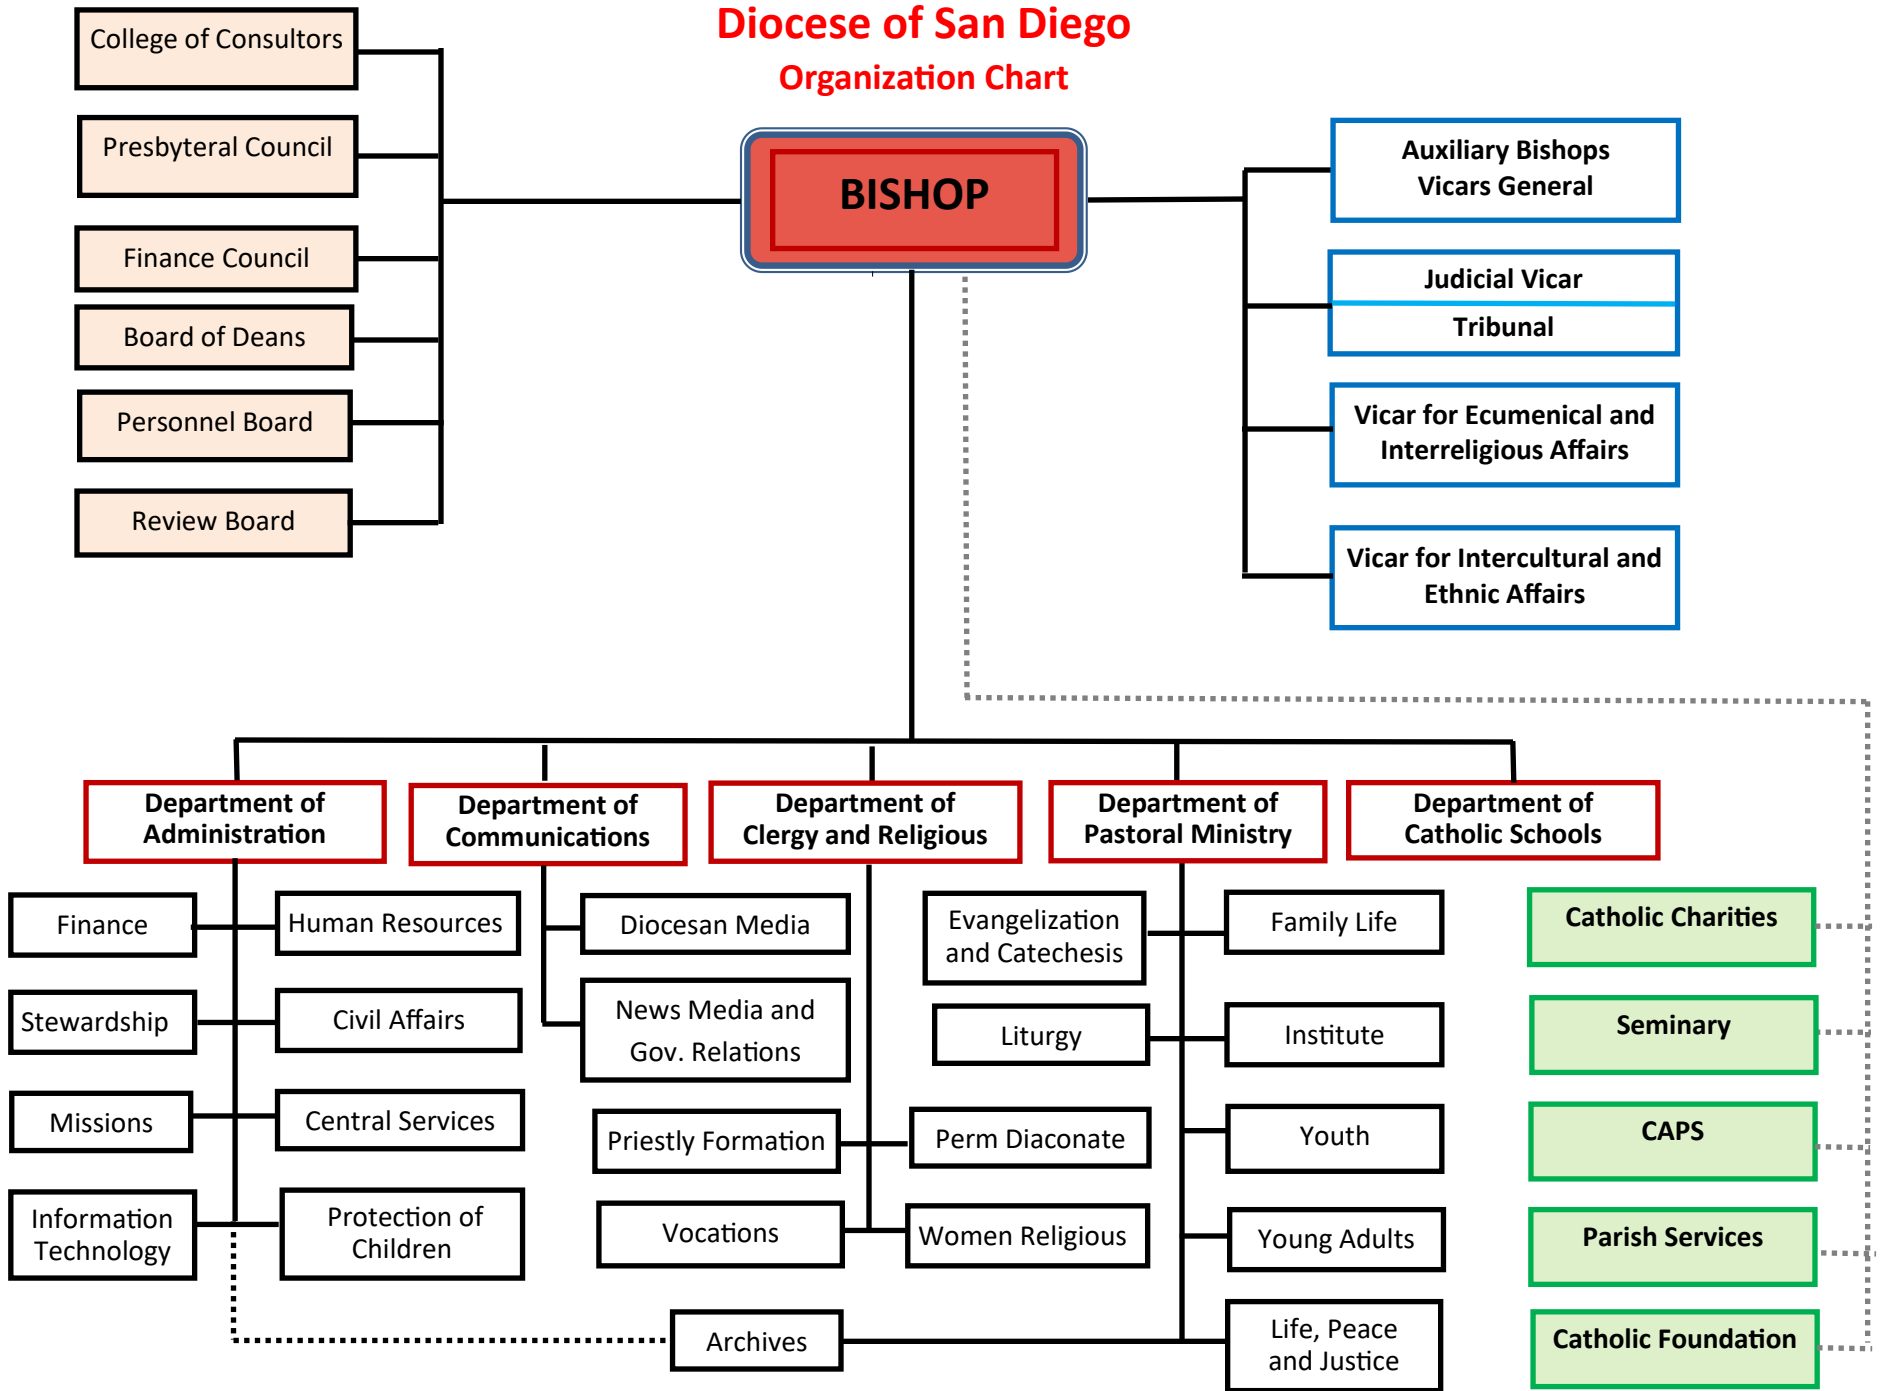 Diocese of San Diego
Organization Chart
College of Consultors
Presbyteral Council
Finance Council
Board of Deans
Personnel Board
Review Board
BISHOP
Auxiliary Bishops
Vicars General
Judicial Vicar
Tribunal
Vicar for Ecumenical and
Interreligious Affairs
Vicar for Intercultural and
Ethnic Affairs
Department of
Administration
Department of
Communications
Department of
Clergy and Religious
Department of
Pastoral Ministry
Department of
Catholic Schools
Finance
Human Resources
Stewardship
Civil Affairs
Missions
Central Services
Information
Technology
Protection of
Children
Diocesan Media
News Media and
Gov. Relations
Priestly Formation
Perm Diaconate
Vocations
Women Religious
Archives
Evangelization
and Catechesis
Family Life
Liturgy
Institute
Youth
Young Adults
Life, Peace
and Justice
Catholic Charities
Seminary
CAPS
Parish Services
Catholic Foundation